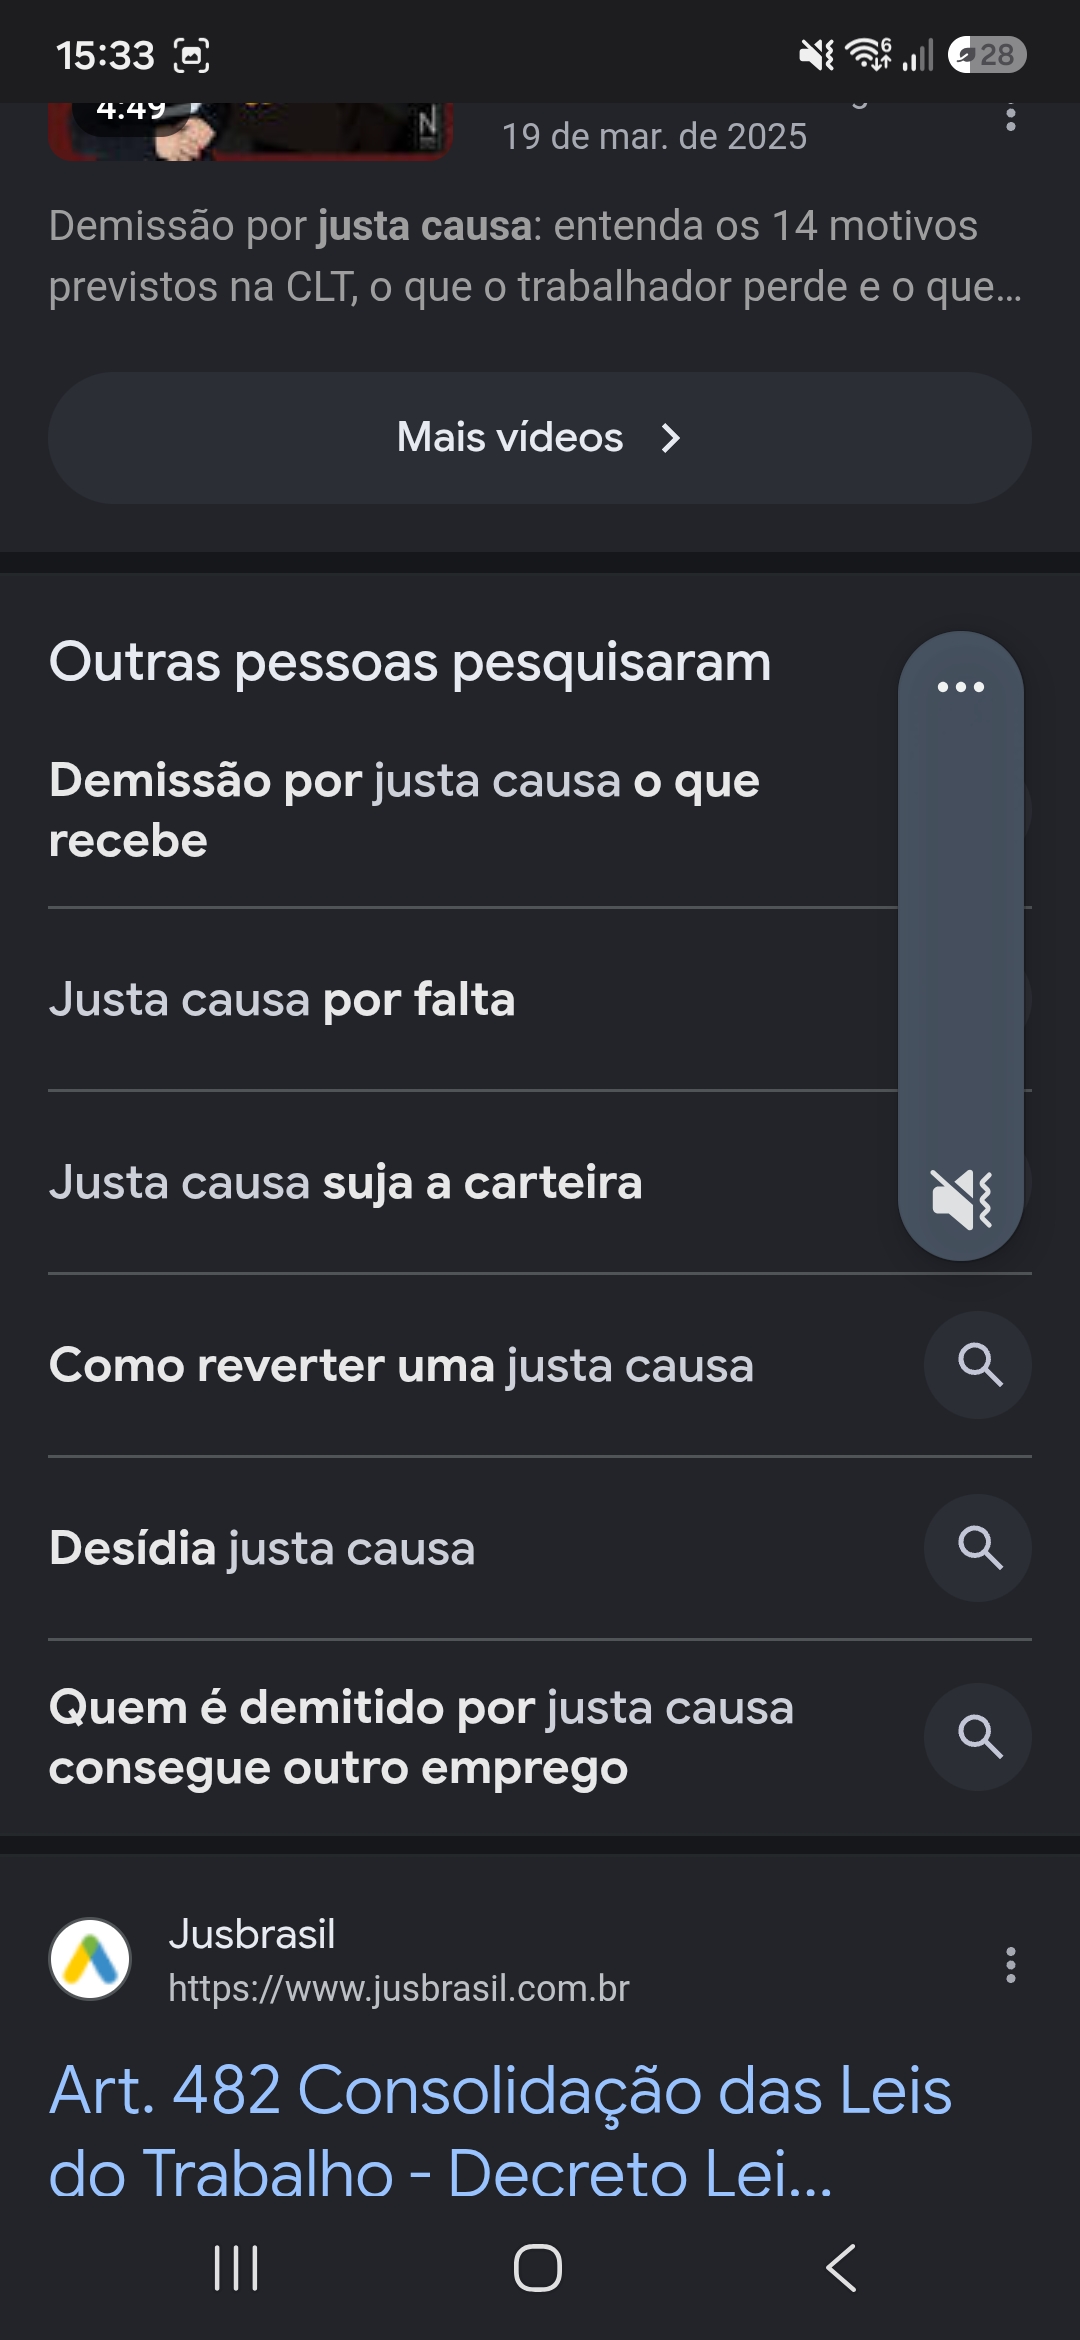 15:33
6
28
4:49
N
19 de mar. de 2025
Demissão por justa causa: entenda os 14 motivos
previstos na CLT, o que o trabalhador perde e o que...
Mais vídeos
Outras pessoas pesquisaram
Demissão por justa causa o que
recebe
Justa causa por falta
Justa causa suja a carteira
Como reverter uma justa causa
Desídia justa causa
Quem é demitido por justa causa
consegue outro emprego
Jusbrasil
https://www.jusbrasil.com.br
Art. 482 Consolidação das Leis
do Trabalho - Decreto Lei...